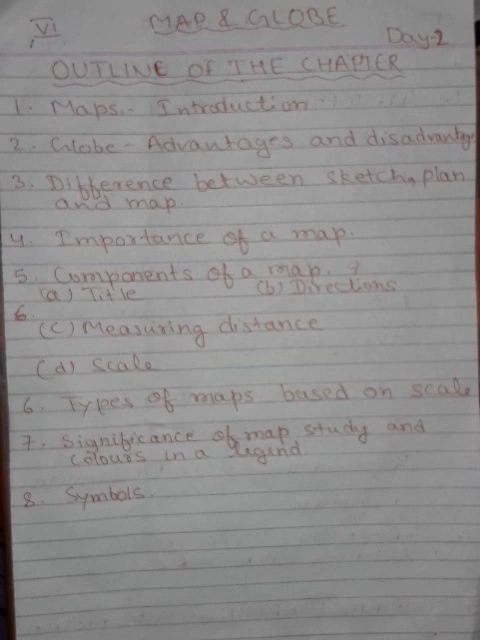 VI MAP & GLOBE
Day-2
OUTLINE OF THE CHAPTER
1. Maps - Introduction
2. Globe - Advantages and disadvantages
3. Difference between sketch, plan
and map.
4. Importance of a map.
5. Components of a map.
(a) Title (b) Directions
6.
(C) Measuring distance
(d) Scale
6. Types of maps based on scale
7. Significance of map study and
colours in a legend
8. Symbols.